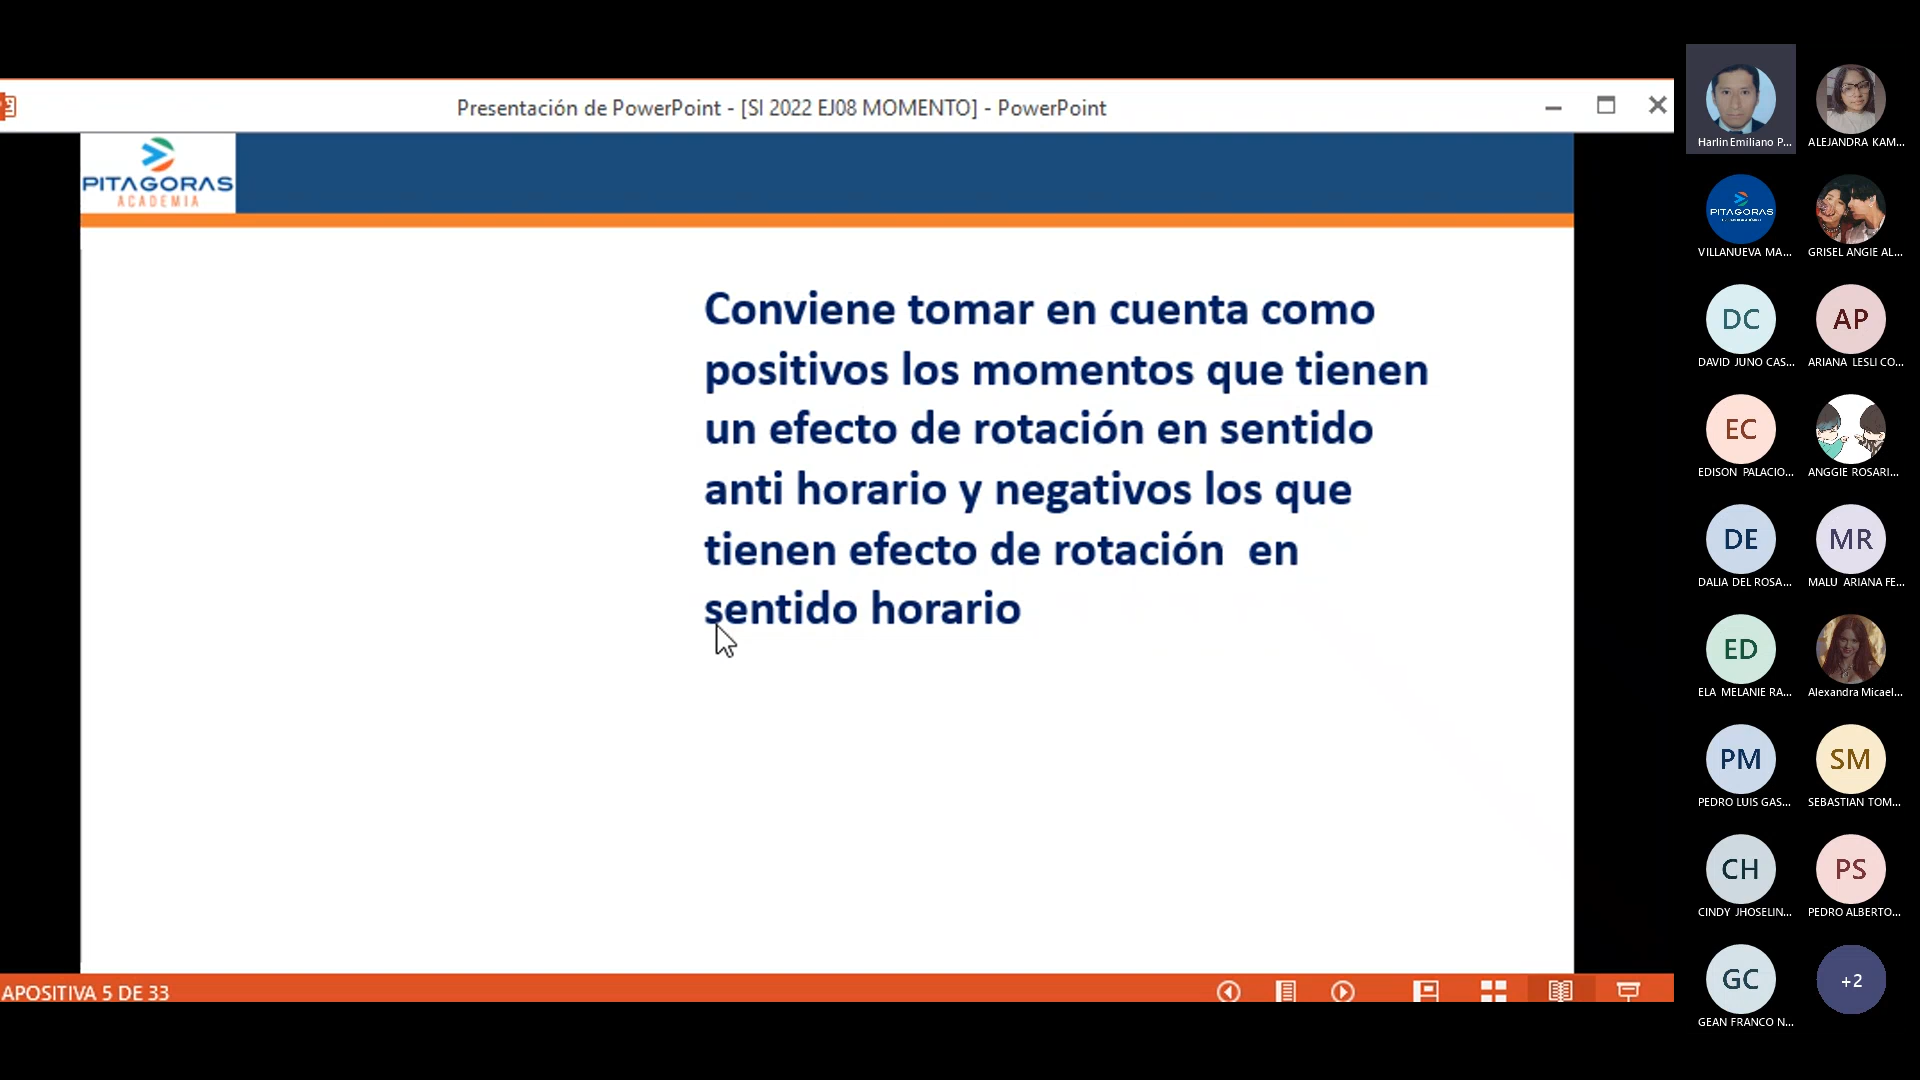 Presentación de PowerPoint - [SI 2022 EJ08 MOMENTO] - PowerPoint
PITAGORAS
ACADEMIA
Conviene tomar en cuenta como
positivos los momentos que tienen
un efecto de rotación en sentido
anti horario y negativos los que
tienen efecto de rotación en
sentido horario
APOSITIVA 5 DE 33
Harlin Emiliano P...
ALEJANDRA KAM...
PITAGORAS
VILLANUEVA MA...
GRISEL ANGIE AL...
DC
AP
DAVID JUNO CAS...
ARIANA LESLI CO...
EC
EDISON PALACIO...
ANGGIE ROSARI...
DE
MR
DALIA DEL ROSA...
MALU ARIANA FE...
ED
ELA MELANIE RA...
Alexandra Micael...
PM
SM
PEDRO LUIS GAS...
SEBASTIAN TOM...
CH
PS
CINDY JHOSELIN...
PEDRO ALBERTO...
GC
+2
GEAN FRANCO N...